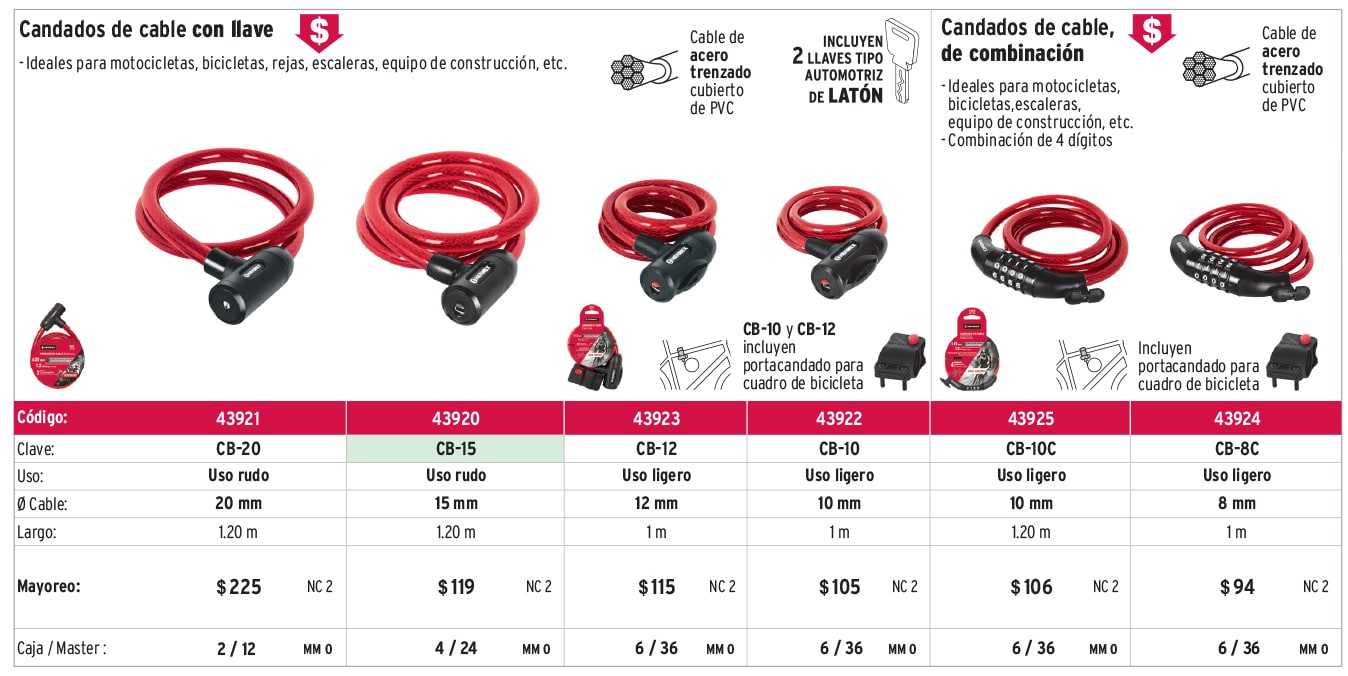 Candados de cable con llave $
- Ideales para motocicletas, bicicletas, rejas, escaleras, equipo de construcción, etc.
Cable de
acero
trenzado
cubierto
de PVC
INCLUYEN
2 LLAVES TIPO
AUTOMOTRIZ
DE LATÓN
Candados de cable, $
de combinación
- Ideales para motocicletas,
bicicletas,escaleras,
equipo de construcción, etc.
- Combinación de 4 dígitos
Cable de
acero
trenzado
cubierto
de PVC
HERMEX
HERMEX
CB-10 y CB-12
incluyen
portacandado para
cuadro de bicicleta
Incluyen
portacandado para
cuadro de bicicleta
Código: 43921 43920 43923 43922 43925 43924
Clave: CB-20 CB-15 CB-12 CB-10 CB-10C CB-8C
Uso: Uso rudo Uso rudo Uso ligero Uso ligero Uso ligero Uso ligero
Ø Cable: 20 mm 15 mm 12 mm 10 mm 10 mm 8 mm
Largo: 1.20 m 1.20 m 1 m 1 m 1.20 m 1 m
Mayoreo: $ 225 NC 2 $ 119 NC 2 $ 115 NC 2 $ 105 NC 2 $ 106 NC 2 $ 94 NC 2
Caja / Master : 2 / 12 MM 0 4 / 24 MM 0 6 / 36 MM 0 6 / 36 MM 0 6 / 36 MM 0 6 / 36 MM 0